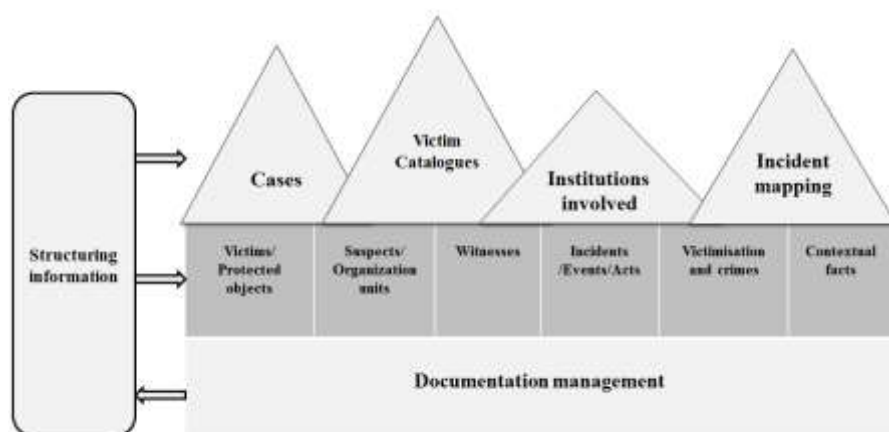 Structuring
information
Cases
Victim
Catalogues
Institutions
involved
Incident
mapping
Victims/
Protected
objects
Suspects/
Organization
units
Witnesses
Incidents
/Events/Acts
Victimisation
and crimes
Contextual
facts
Documentation management